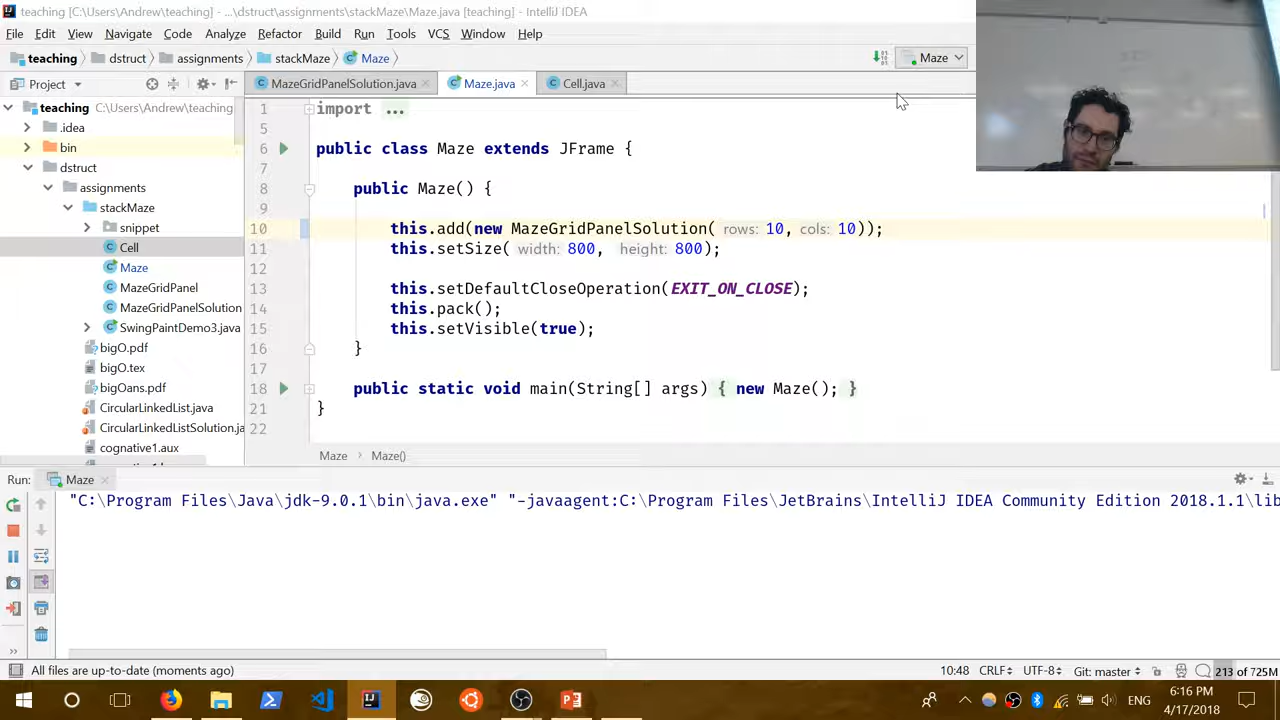 teaching [C:\Users\Andrew\teaching] - ...\dstruct\assignments\stackMaze\Maze.java [teaching] - IntelliJ IDEA
File Edit View Navigate Code Analyze Refactor Build Run Tools VCS Window Help
teaching dstruct assignments stackMaze Maze
Maze
Project
MazeGridPanelSolution.java Maze.java Cell.java
teaching C:\Users\Andrew\teaching
.idea
bin
dstruct
assignments
stackMaze
snippet
Cell
Maze
MazeGridPanel
MazeGridPanelSolution
SwingPaintDemo3.java
bigO.pdf
bigO.tex
bigOans.pdf
CircularLinkedList.java
CircularLinkedListSolution.ja
cognative1.aux
1 import ...
5
6 public class Maze extends JFrame {
7
8 public Maze() {
9
10 this.add(new MazeGridPanelSolution( rows: 10, cols: 10));
11 this.setSize( width: 800, height: 800);
12
13 this.setDefaultCloseOperation(EXIT_ON_CLOSE);
14 this.pack();
15 this.setVisible(true);
16 }
17
18 public static void main(String[] args) { new Maze(); }
21 }
22
Maze Maze()
Run: Maze
"C:\Program Files\Java\jdk-9.0.1\bin\java.exe" "-javaagent:C:\Program Files\JetBrains\IntelliJ IDEA Community Edition 2018.1.1\lib
All files are up-to-date (moments ago)
10:48 CRLF UTF-8 Git: master 213 of 725M
ENG
6:16 PM
4/17/2018